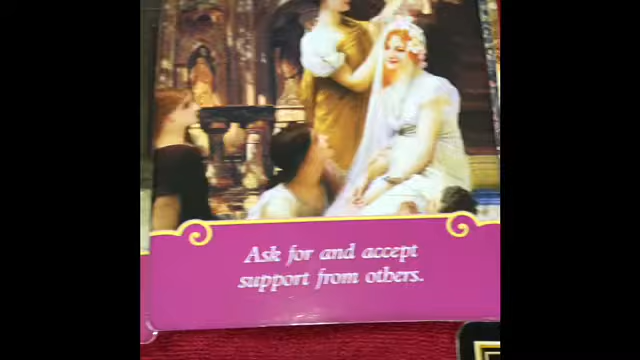 Ask for and accept
support from others.